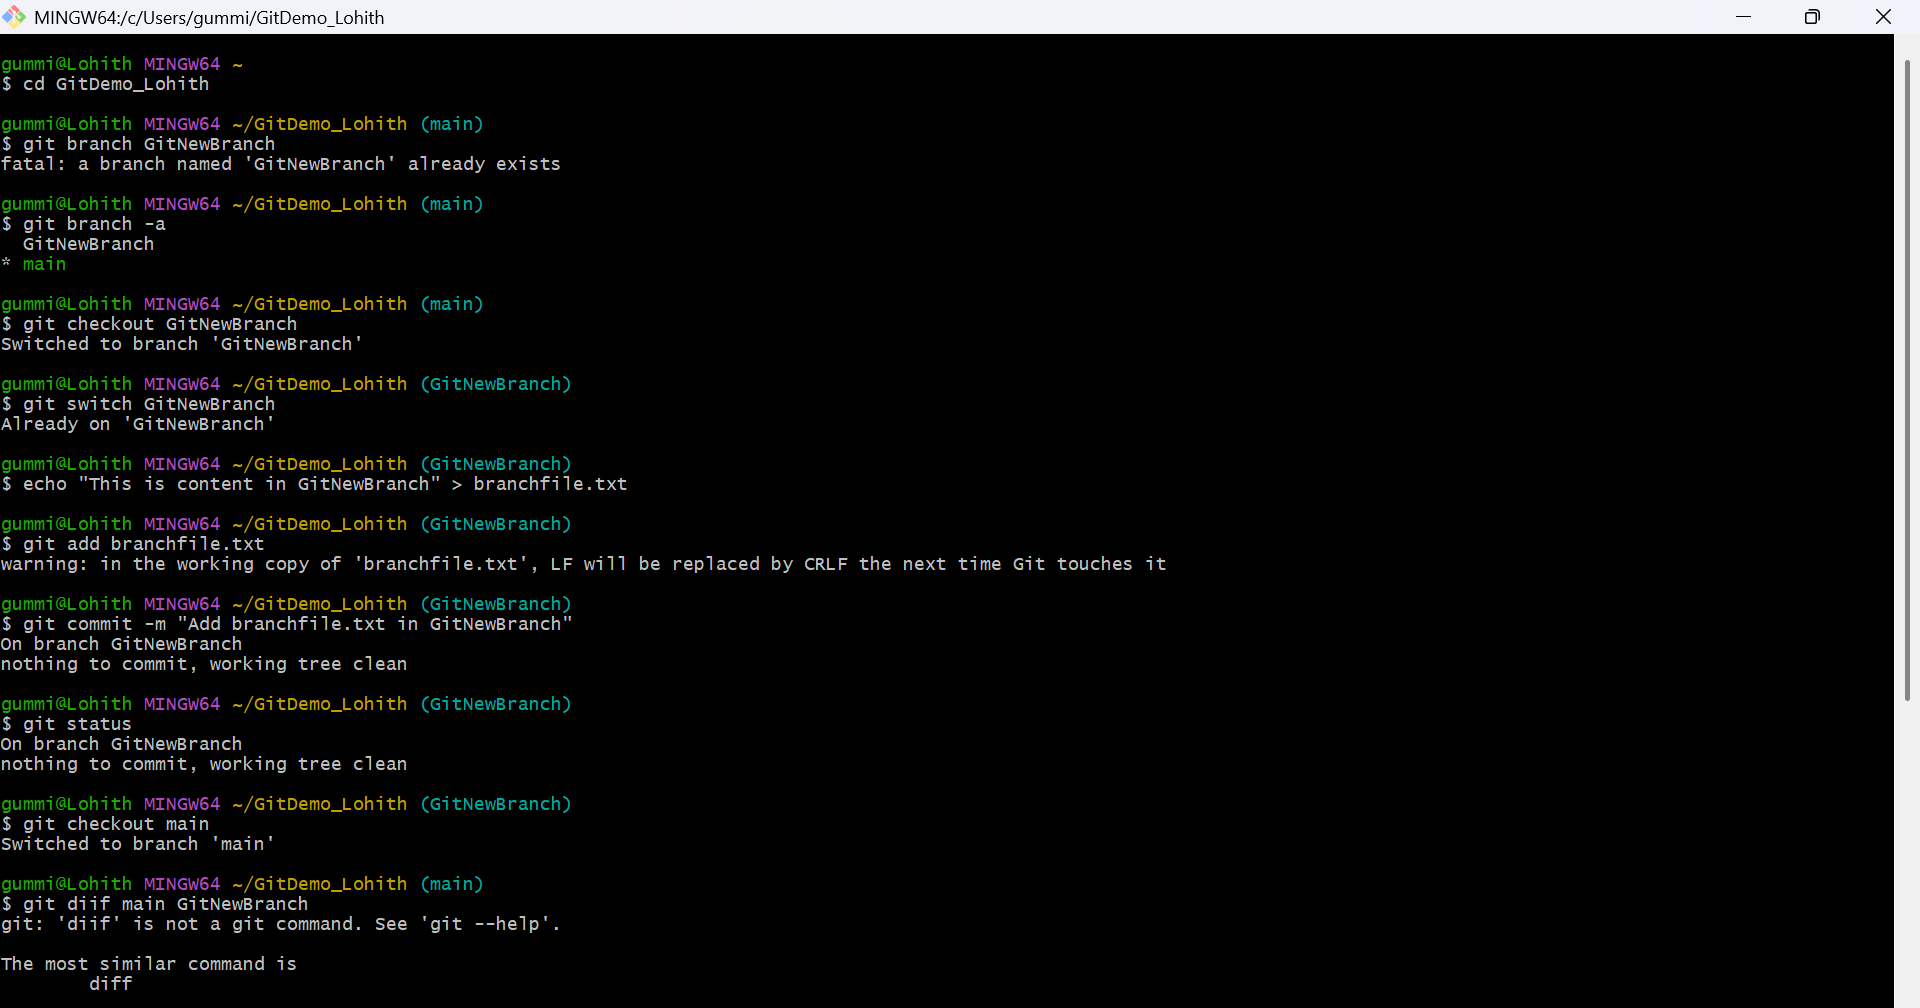 MINGW64:/c/Users/gummi/GitDemo_Lohith
gummi@Lohith MINGW64 ~
$ cd GitDemo_Lohith
gummi@Lohith MINGW64 ~/GitDemo_Lohith (main)
$ git branch GitNewBranch
fatal: a branch named 'GitNewBranch' already exists
gummi@Lohith MINGW64 ~/GitDemo_Lohith (main)
$ git branch -a
  GitNewBranch
* main
gummi@Lohith MINGW64 ~/GitDemo_Lohith (main)
$ git checkout GitNewBranch
Switched to branch 'GitNewBranch'
gummi@Lohith MINGW64 ~/GitDemo_Lohith (GitNewBranch)
$ git switch GitNewBranch
Already on 'GitNewBranch'
gummi@Lohith MINGW64 ~/GitDemo_Lohith (GitNewBranch)
$ echo "This is content in GitNewBranch" > branchfile.txt
gummi@Lohith MINGW64 ~/GitDemo_Lohith (GitNewBranch)
$ git add branchfile.txt
warning: in the working copy of 'branchfile.txt', LF will be replaced by CRLF the next time Git touches it
gummi@Lohith MINGW64 ~/GitDemo_Lohith (GitNewBranch)
$ git commit -m "Add branchfile.txt in GitNewBranch"
On branch GitNewBranch
nothing to commit, working tree clean
gummi@Lohith MINGW64 ~/GitDemo_Lohith (GitNewBranch)
$ git status
On branch GitNewBranch
nothing to commit, working tree clean
gummi@Lohith MINGW64 ~/GitDemo_Lohith (GitNewBranch)
$ git checkout main
Switched to branch 'main'
gummi@Lohith MINGW64 ~/GitDemo_Lohith (main)
$ git diif main GitNewBranch
git: 'diif' is not a git command. See 'git --help'.
The most similar command is
        diff